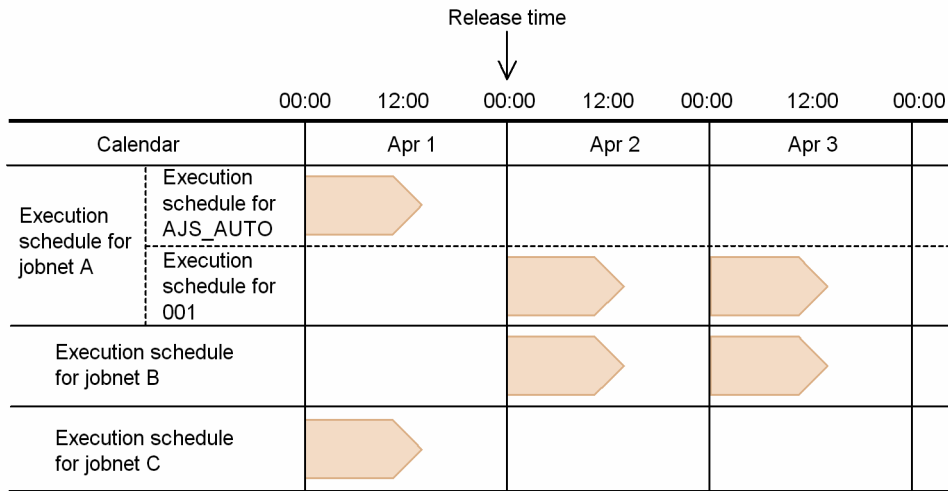 Release time
00:00 12:00 00:00 12:00 00:00 12:00 00:00
Calendar Apr 1 Apr 2 Apr 3
Execution
schedule for
jobnet A
Execution
schedule for
AJS_AUTO
Execution
schedule for
001
Execution schedule
for jobnet B
Execution schedule
for jobnet C